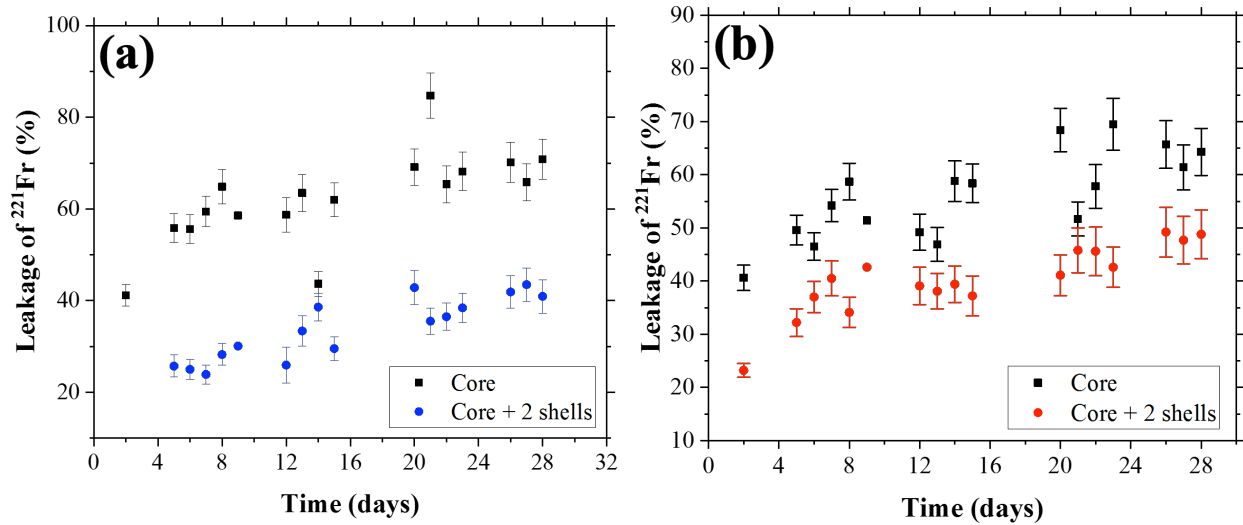 (a)
Leakage of ²²¹Fr (%)
100
80
60
40
20
0 4 8 12 16 20 24 28 32
Time (days)
Core
Core + 2 shells
(b)
Leakage of ²²¹Fr (%)
90
80
70
60
50
40
30
20
10
0 4 8 12 16 20 24 28
Time (days)
Core
Core + 2 shells